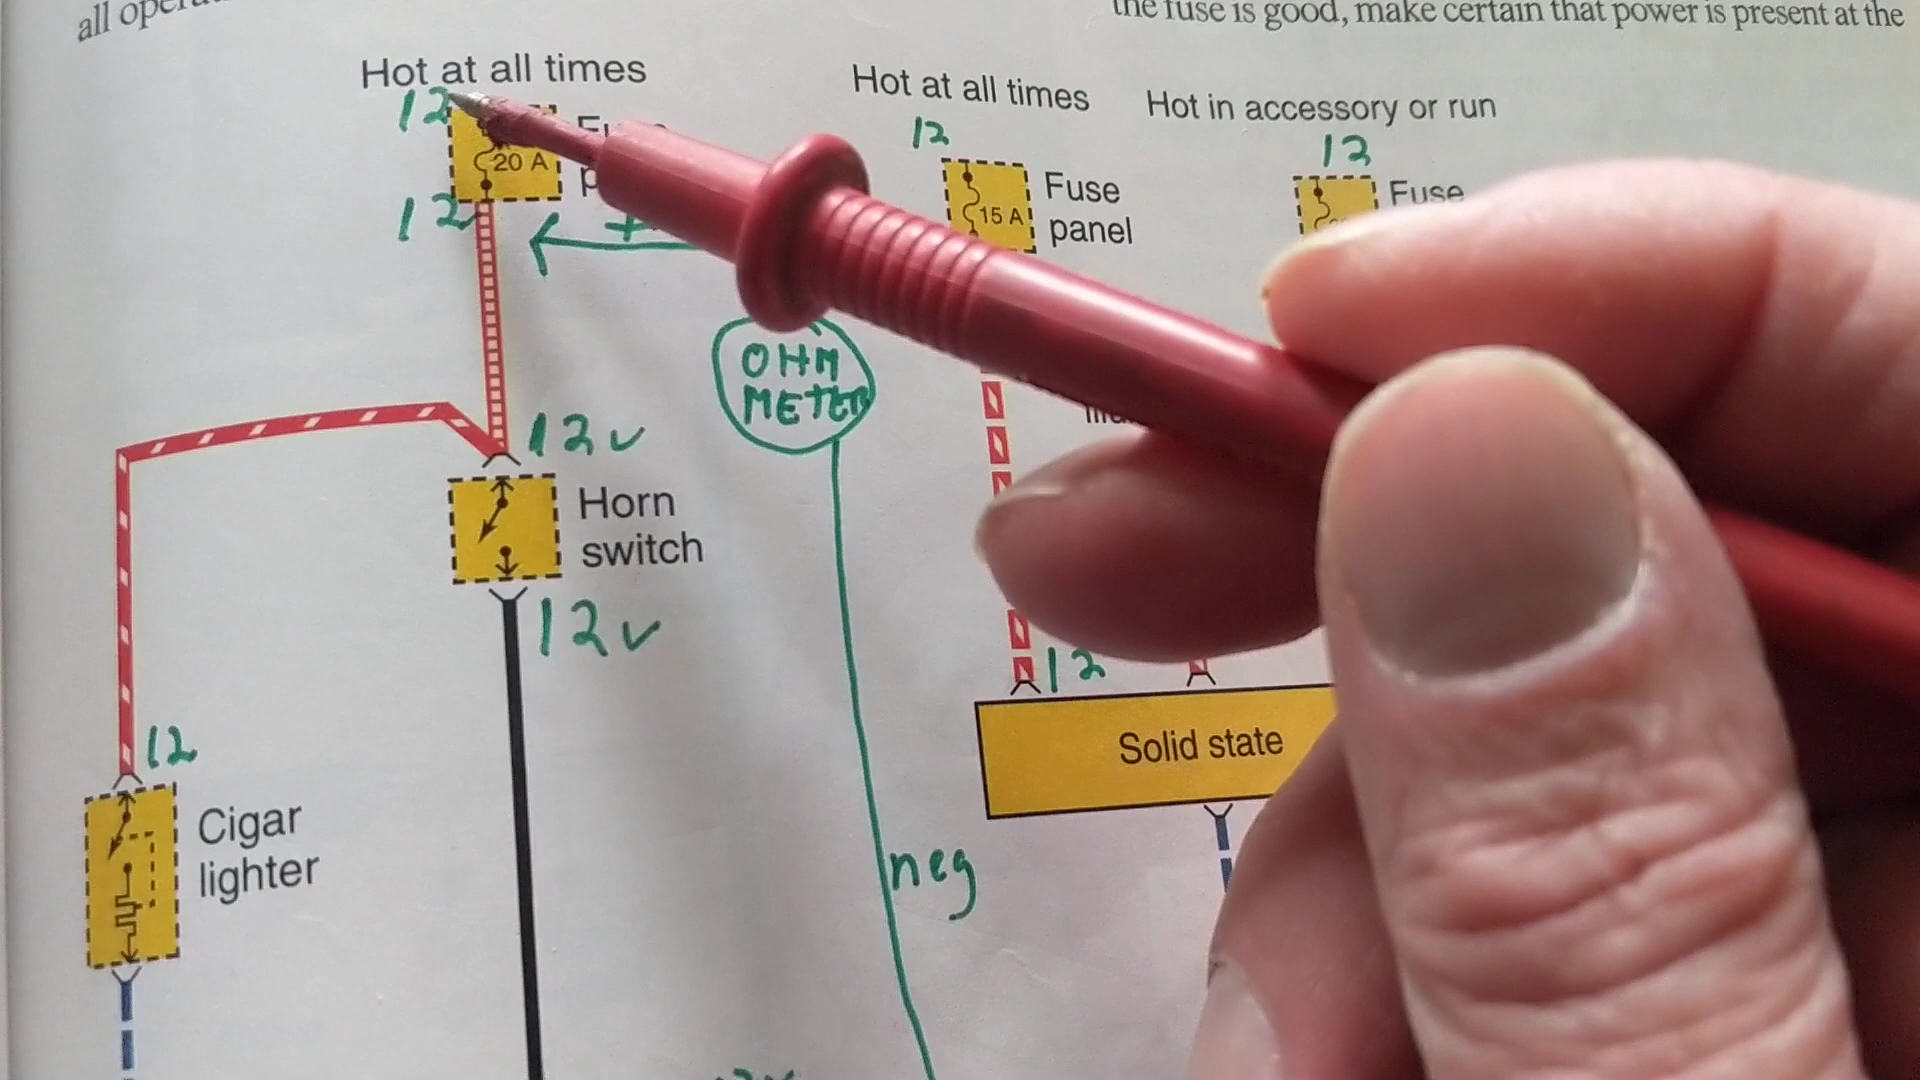 the fuse is good, make certain that power is present at the
Hot at all times
12
20 A
12
+
Hot at all times
12
15 A
Fuse
panel
Hot in accessory or run
12
Fuse
OHM
METER
12v
Horn
switch
12v
12
Solid state
12
Cigar
lighter
neg